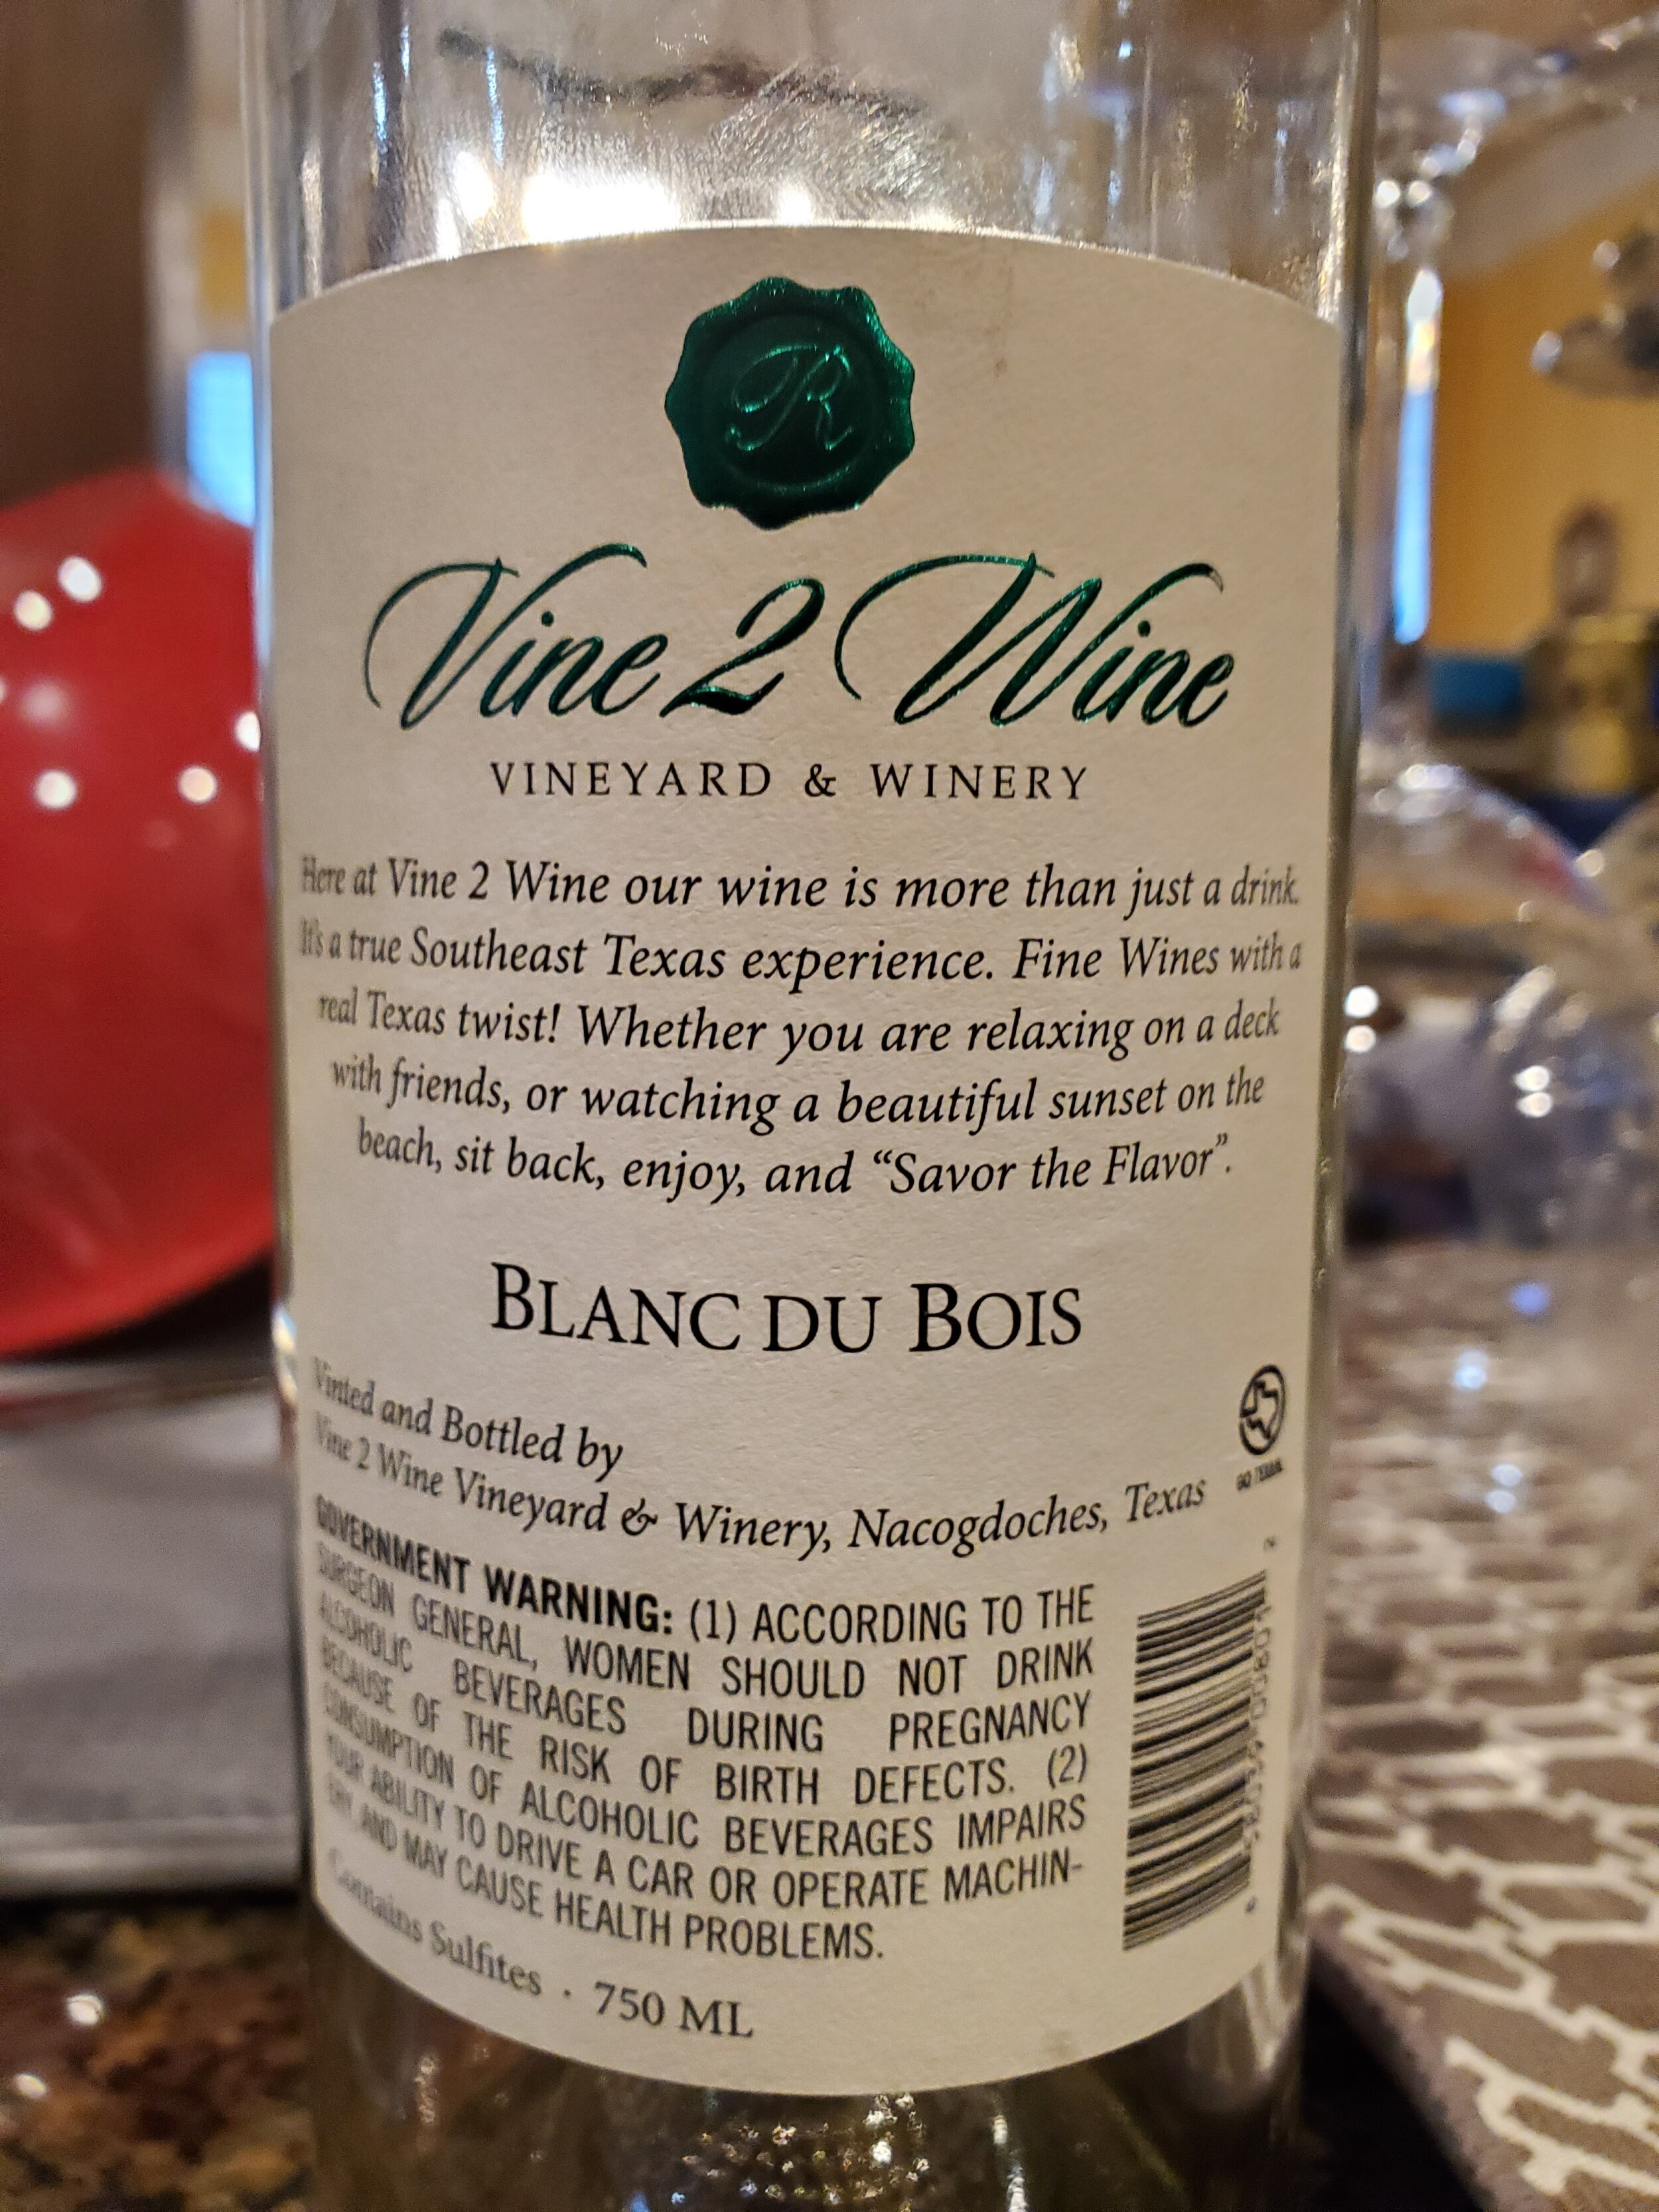 R
Vine 2 Wine
VINEYARD & WINERY
Here at Vine 2 Wine our wine is more than just a drink.
It's a true Southeast Texas experience. Fine Wines with a
real Texas twist! Whether you are relaxing on a deck
with friends, or watching a beautiful sunset on the
beach, sit back, enjoy, and “Savor the Flavor”.
BLANC DU BOIS
Vinted and Bottled by
Vine 2 Wine Vineyard & Winery, Nacogdoches, Texas
GO TEXAN
GOVERNMENT WARNING: (1) ACCORDING TO THE
SURGEON GENERAL, WOMEN SHOULD NOT DRINK
ALCOHOLIC BEVERAGES DURING PREGNANCY
BECAUSE OF THE RISK OF BIRTH DEFECTS. (2)
CONSUMPTION OF ALCOHOLIC BEVERAGES IMPAIRS
YOUR ABILITY TO DRIVE A CAR OR OPERATE MACHIN-
ERY, AND MAY CAUSE HEALTH PROBLEMS.
Contains Sulfites · 750 ML